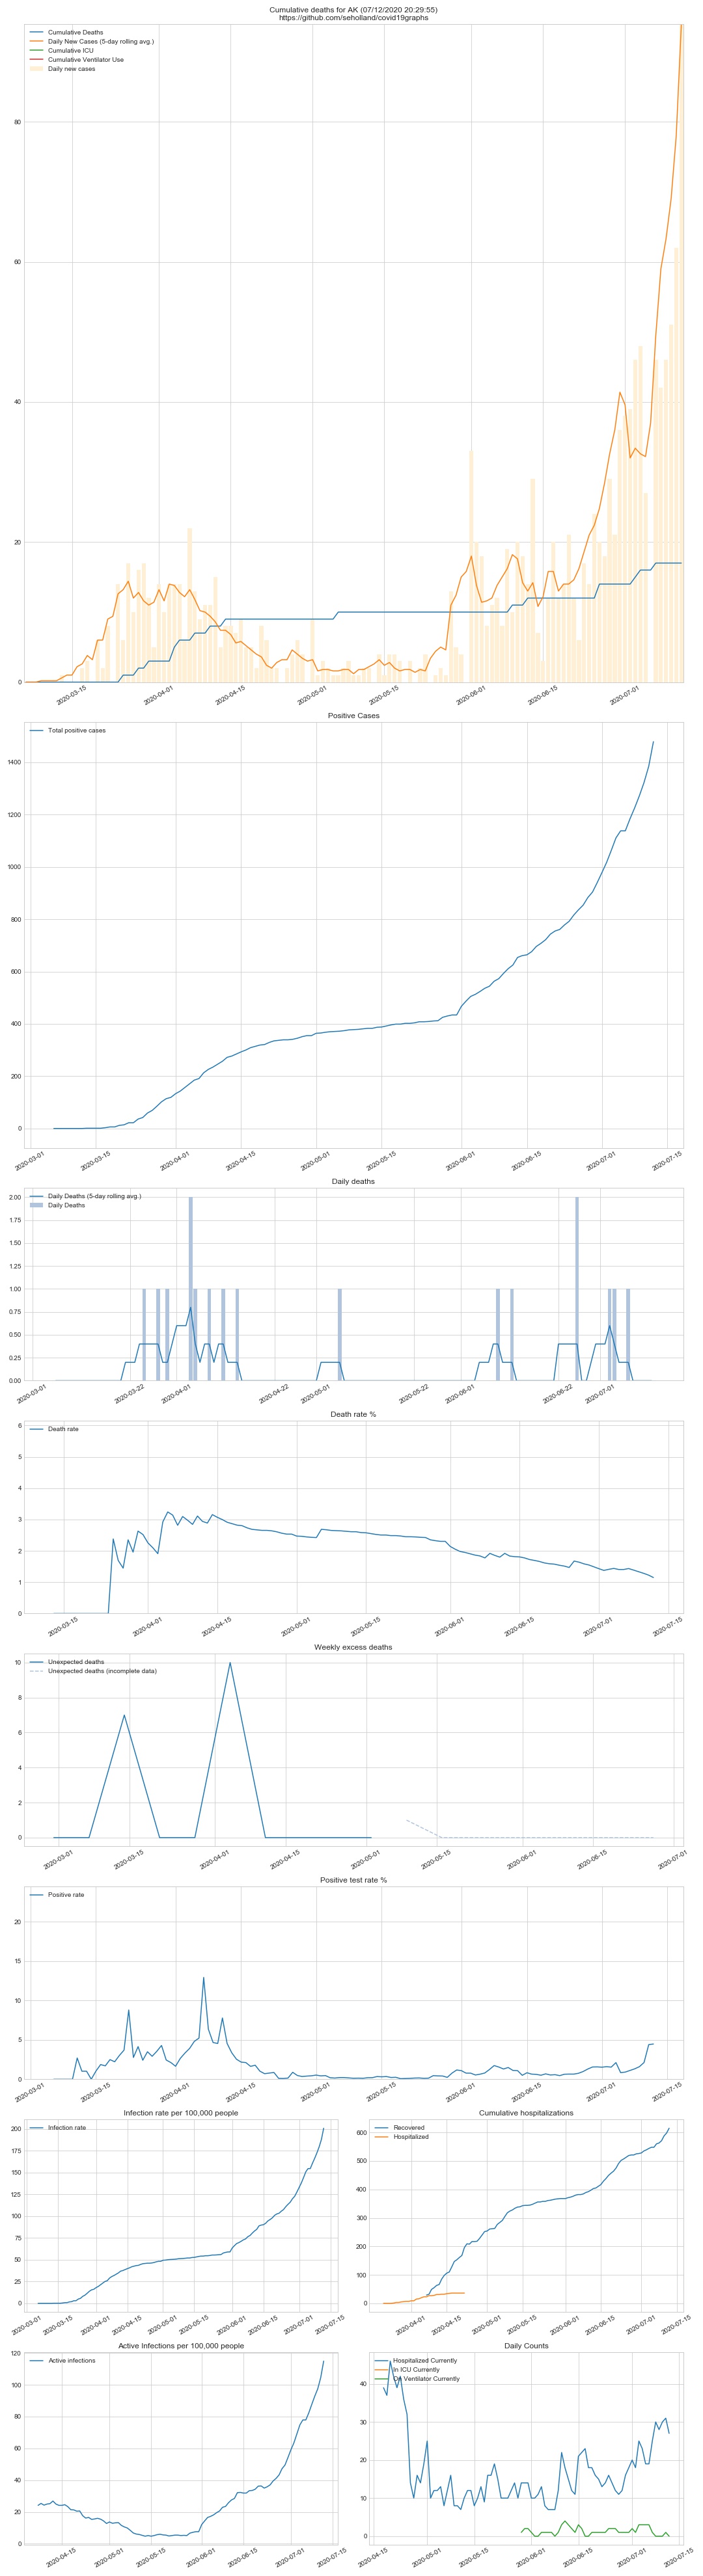 Cumulative deaths for AK (07/12/2020 20:29:55)
https://github.com/seholland/covid19graphs
Cumulative Deaths
Daily New Cases (5-day rolling avg.)
Cumulative ICU
Cumulative Ventilator Use
Daily new cases
80
60
40
20
0
2020-03-15 2020-04-01 2020-04-15 2020-05-01 2020-05-15 2020-06-01 2020-06-15 2020-07-01
Positive Cases
Total positive cases
1400
1200
1000
800
600
400
200
0
2020-03-01 2020-03-15 2020-04-01 2020-04-15 2020-05-01 2020-05-15 2020-06-01 2020-06-15 2020-07-01 2020-07-15
Daily deaths
Daily Deaths (5-day rolling avg.)
Daily Deaths
2.00
1.75
1.50
1.25
1.00
0.75
0.50
0.25
0.00
2020-03-01 2020-03-22 2020-04-01 2020-04-22 2020-05-01 2020-05-22 2020-06-01 2020-06-22 2020-07-01
Death rate %
Death rate
6
5
4
3
2
1
0
2020-03-15 2020-04-01 2020-04-15 2020-05-01 2020-05-15 2020-06-01 2020-06-15 2020-07-01 2020-07-15
Weekly excess deaths
Unexpected deaths
Unexpected deaths (incomplete data)
10
8
6
4
2
0
2020-03-01 2020-03-15 2020-04-01 2020-04-15 2020-05-01 2020-05-15 2020-06-01 2020-06-15 2020-07-01
Positive test rate %
Positive rate
20
15
10
5
0
2020-03-01 2020-03-15 2020-04-01 2020-04-15 2020-05-01 2020-05-15 2020-06-01 2020-06-15 2020-07-01 2020-07-15
Infection rate per 100,000 people
Infection rate
200
175
150
125
100
75
50
25
0
2020-03-01 2020-03-15 2020-04-01 2020-04-15 2020-05-01 2020-05-15 2020-06-01 2020-06-15 2020-07-01 2020-07-15
Cumulative hospitalizations
Recovered
Hospitalized
600
500
400
300
200
100
0
2020-04-01 2020-04-15 2020-05-01 2020-05-15 2020-06-01 2020-06-15 2020-07-01 2020-07-15
Active Infections per 100,000 people
Active infections
120
100
80
60
40
20
0
2020-04-15 2020-05-01 2020-05-15 2020-06-01 2020-06-15 2020-07-01 2020-07-15
Daily Counts
Hospitalized Currently
In ICU Currently
On Ventilator Currently
40
30
20
10
0
2020-04-15 2020-05-01 2020-05-15 2020-06-01 2020-06-15 2020-07-01 2020-07-15